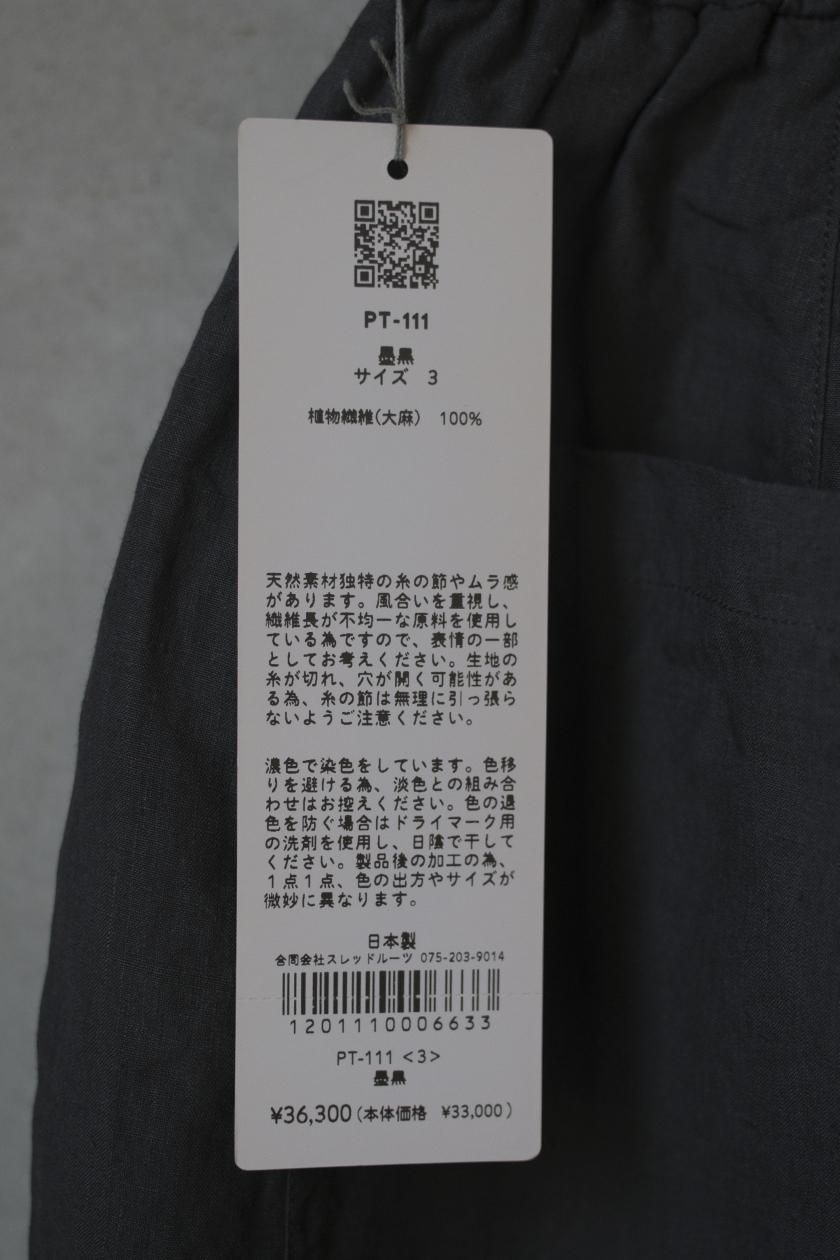 PT-111
墨黒
サイズ 3
植物繊維(大麻) 100%
天然素材独特の糸の節やムラ感
があります。風合いを重視し、
繊維長が不均一な原料を使用し
ている為ですので、表情の一部
としてお考えください。生地の
糸が切れ、穴が開く可能性があ
る為、糸の節は無理に引っ張ら
ないようご注意ください。
濃色で染色をしています。色移
りを避ける為、淡色との組み合
わせはお控えください。色の退
色を防ぐ場合はドライマーク用
の洗剤を使用し、日陰で干して
ください。製品後の加工の為、
1点1点、色の出方やサイズが
微妙に異なります。
日本製
合同会社スレッドルーツ 075-203-9014
1201110006633
PT-111 <3>
墨黒
¥36,300(本体価格 ¥33,000)